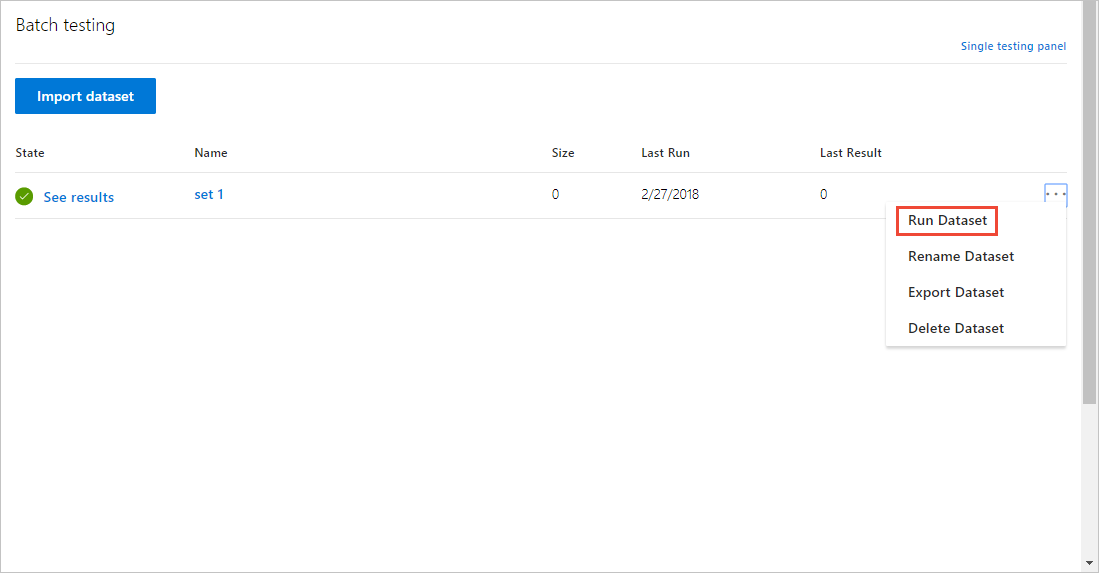 Batch testing
Single testing panel
Import dataset
State Name Size Last Run Last Result
See results set 1 0 2/27/2018 0 ...
Run Dataset
Rename Dataset
Export Dataset
Delete Dataset